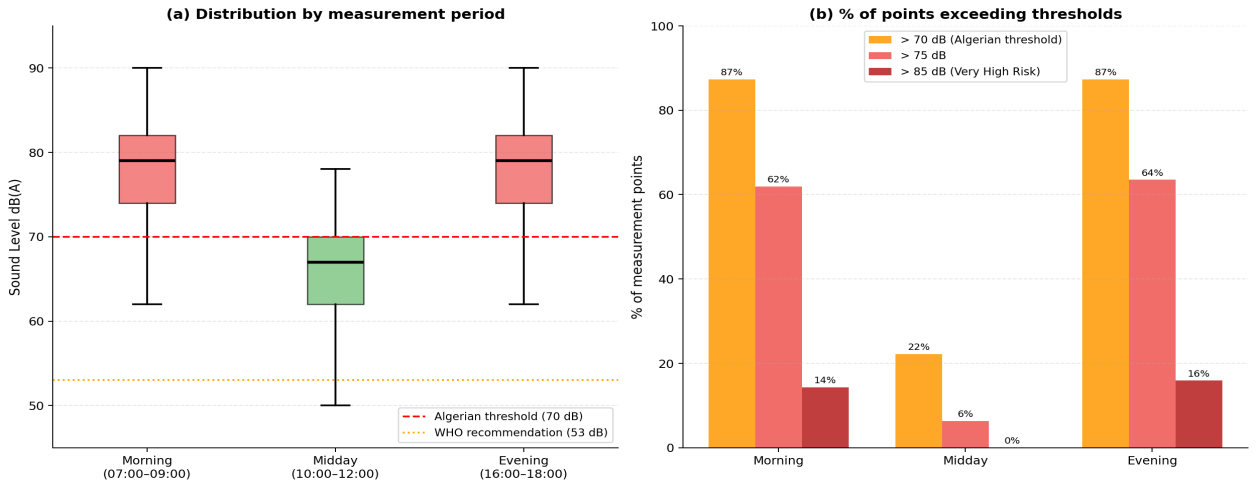 (a) Distribution by measurement period
Sound Level dB(A)
90
80
70
60
50
Algerian threshold (70 dB)
WHO recommendation (53 dB)
Morning
(07:00–09:00)
Midday
(10:00–12:00)
Evening
(16:00–18:00)
(b) % of points exceeding thresholds
% of measurement points
100
80
60
40
20
0
> 70 dB (Algerian threshold)
> 75 dB
> 85 dB (Very High Risk)
87%
62%
14%
22%
6%
0%
87%
64%
16%
Morning
Midday
Evening